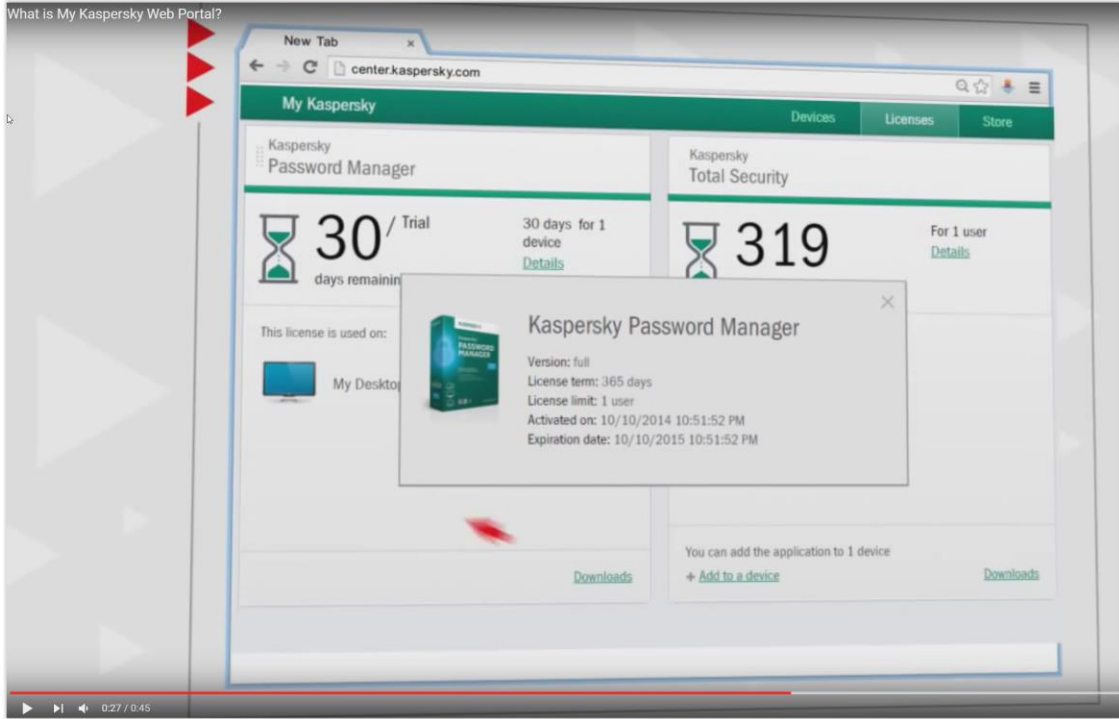 What is My Kaspersky Web Portal?
New Tab ×
center.kaspersky.com
My Kaspersky Devices Licenses Store
Kaspersky
Password Manager
30 / Trial
days remainin
30 days for 1
device
Details
This license is used on:
My Deskto
Downloads
Kaspersky
Total Security
319
For 1 user
Details
You can add the application to 1 device
+ Add to a device
Downloads
PASSWORD
MANAGER
Kaspersky Password Manager
Version: full
License term: 365 days
License limit: 1 user
Activated on: 10/10/2014 10:51:52 PM
Expiration date: 10/10/2015 10:51:52 PM
0:27 / 0:45